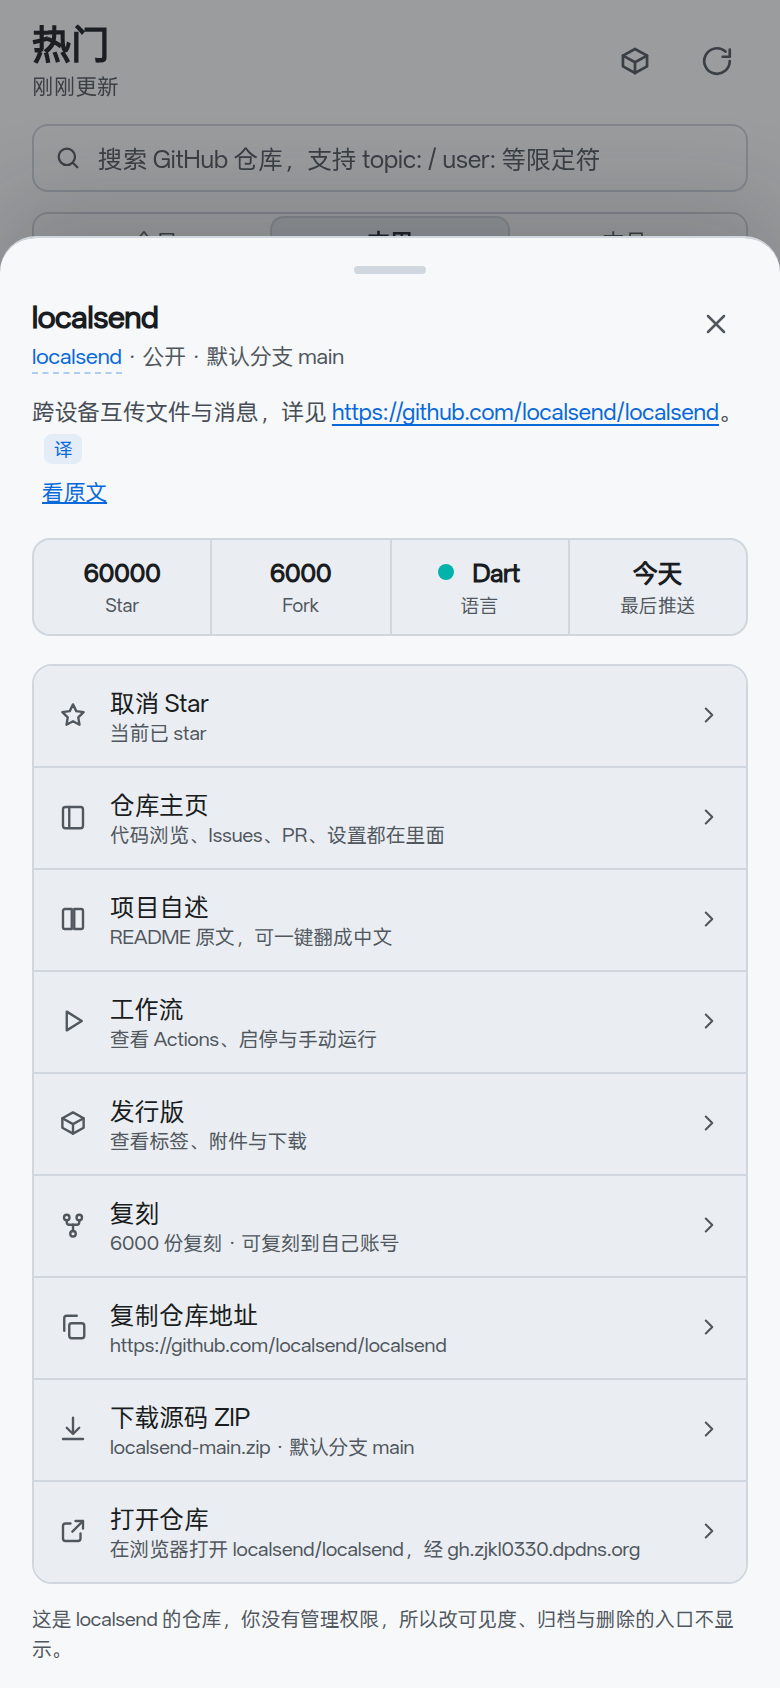 热门
刚刚更新
搜索 GitHub 仓库，支持 topic: / user: 等限定符
localsend
localsend · 公开 · 默认分支 main
跨设备互传文件与消息，详见 https://github.com/localsend/localsend。
译
看原文
60000
Star
6000
Fork
Dart
语言
今天
最后推送
取消 Star
当前已 star
仓库主页
代码浏览、Issues、PR、设置都在里面
项目自述
README 原文，可一键翻成中文
工作流
查看 Actions、启停与手动运行
发行版
查看标签、附件与下载
复刻
6000 份复刻 · 可复刻到自己账号
复制仓库地址
https://github.com/localsend/localsend
下载源码 ZIP
localsend-main.zip · 默认分支 main
打开仓库
在浏览器打开 localsend/localsend，经 gh.zjkl0330.dpdns.org
这是 localsend 的仓库，你没有管理权限，所以改可见度、归档与删除的入口不显
示。